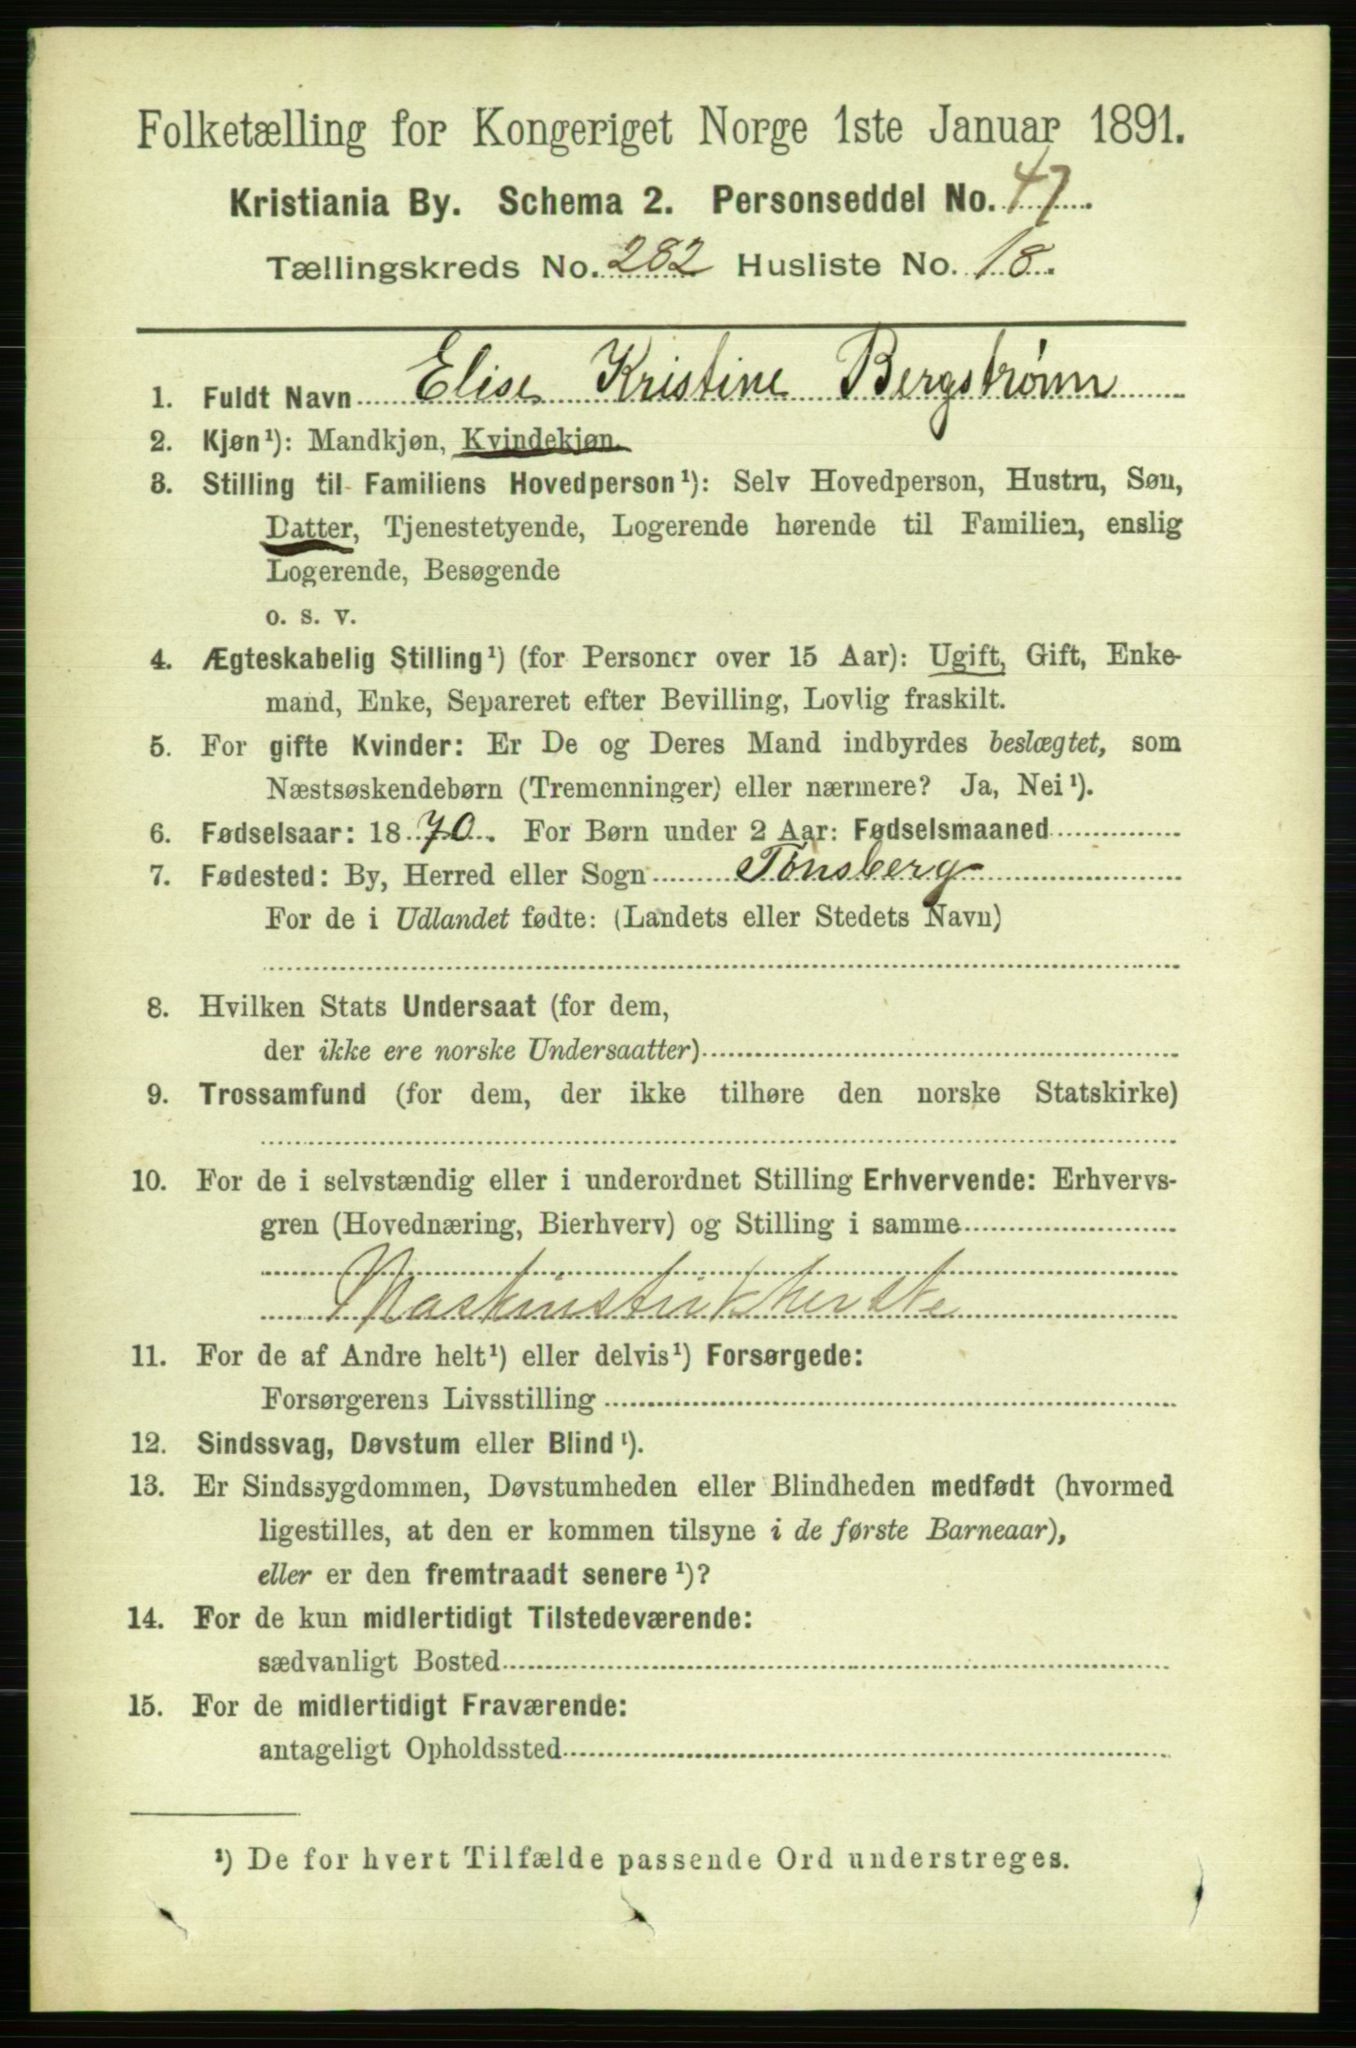 Folketælling for Kongeriget Norge 1ste Januar 1891.
Kristiania By. Schema 2. Personseddel No. 47.
Tællingskreds No. 282 Husliste No. 18.
1. Fuldt Navn Elise Kristine Bergstrøm
2. Kjøn¹): Mandkjøn, Kvindekjøn.
3. Stilling til Familiens Hovedperson¹): Selv Hovedperson, Hustru, Søn,
Datter, Tjenestetyende, Logerende hørende til Familien, enslig
Logerende, Besøgende
o. s. v.
4. Ægteskabelig Stilling¹) (for Personer over 15 Aar): Ugift, Gift, Enke-
mand, Enke, Separeret efter Bevilling, Lovlig fraskilt.
5. For gifte Kvinder: Er De og Deres Mand indbyrdes beslægtet, som
Næstsøskendebørn (Tremenninger) eller nærmere? Ja, Nei¹).
6. Fødselsaar: 1870. For Børn under 2 Aar: Fødselsmaaned
7. Fødested: By, Herred eller Sogn Tønsberg
For de i Udlandet fødte: (Landets eller Stedets Navn)
8. Hvilken Stats Undersaat (for dem,
der ikke ere norske Undersaatter)
9. Trossamfund (for dem, der ikke tilhøre den norske Statskirke)
10. For de i selvstændig eller i underordnet Stilling Erhvervende: Erhvervs-
gren (Hovednæring, Bierhverv) og Stilling i samme
Maskinstrikkerske
11. For de af Andre helt¹) eller delvis¹) Forsørgede:
Forsørgerens Livsstilling
12. Sindssvag, Døvstum eller Blind¹).
13. Er Sindssygdommen, Døvstumheden eller Blindheden medfødt (hvormed
ligestilles, at den er kommen tilsyne i de første Barneaar),
eller er den fremtraadt senere¹)?
14. For de kun midlertidigt Tilstedeværende:
sædvanligt Bosted
15. For de midlertidigt Fraværende:
antageligt Opholdssted
¹) De for hvert Tilfælde passende Ord understreges.